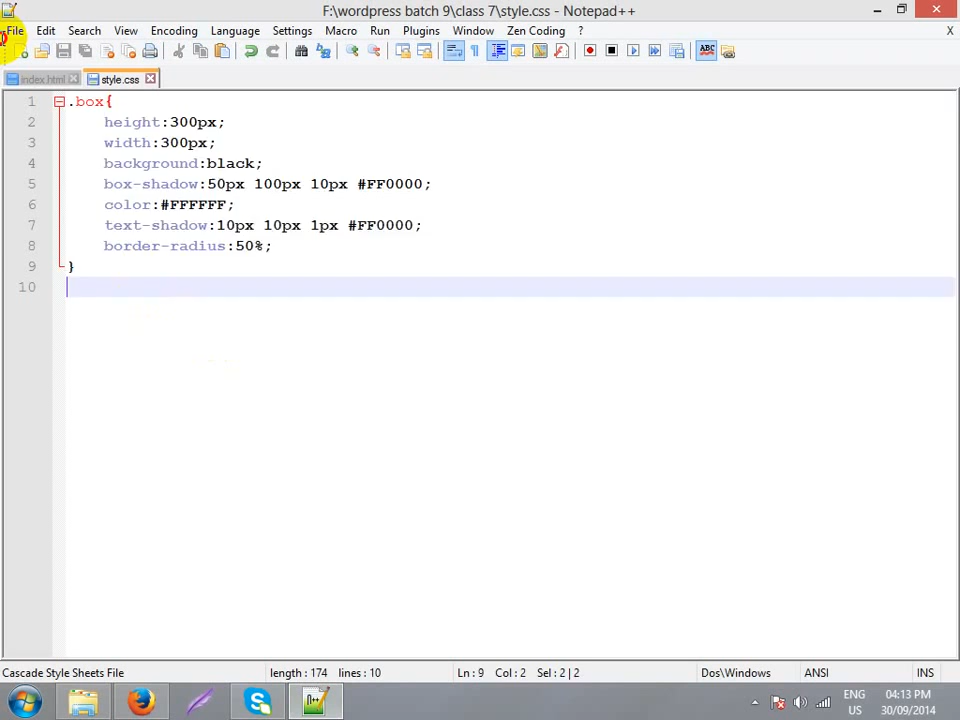 F:\wordpress batch 9\class 7\style.css - Notepad++
File Edit Search View Encoding Language Settings Macro Run Plugins Window Zen Coding ? X
index.html style.css
1 .box{
2 height:300px;
3 width:300px;
4 background:black;
5 box-shadow:50px 100px 10px #FF0000;
6 color:#FFFFFF;
7 text-shadow:10px 10px 1px #FF0000;
8 border-radius:50%;
9 }
10
Cascade Style Sheets File length : 174 lines : 10 Ln : 9 Col : 2 Sel : 2 | 2 Dos\Windows ANSI INS
ENG 04:13 PM
US 30/09/2014